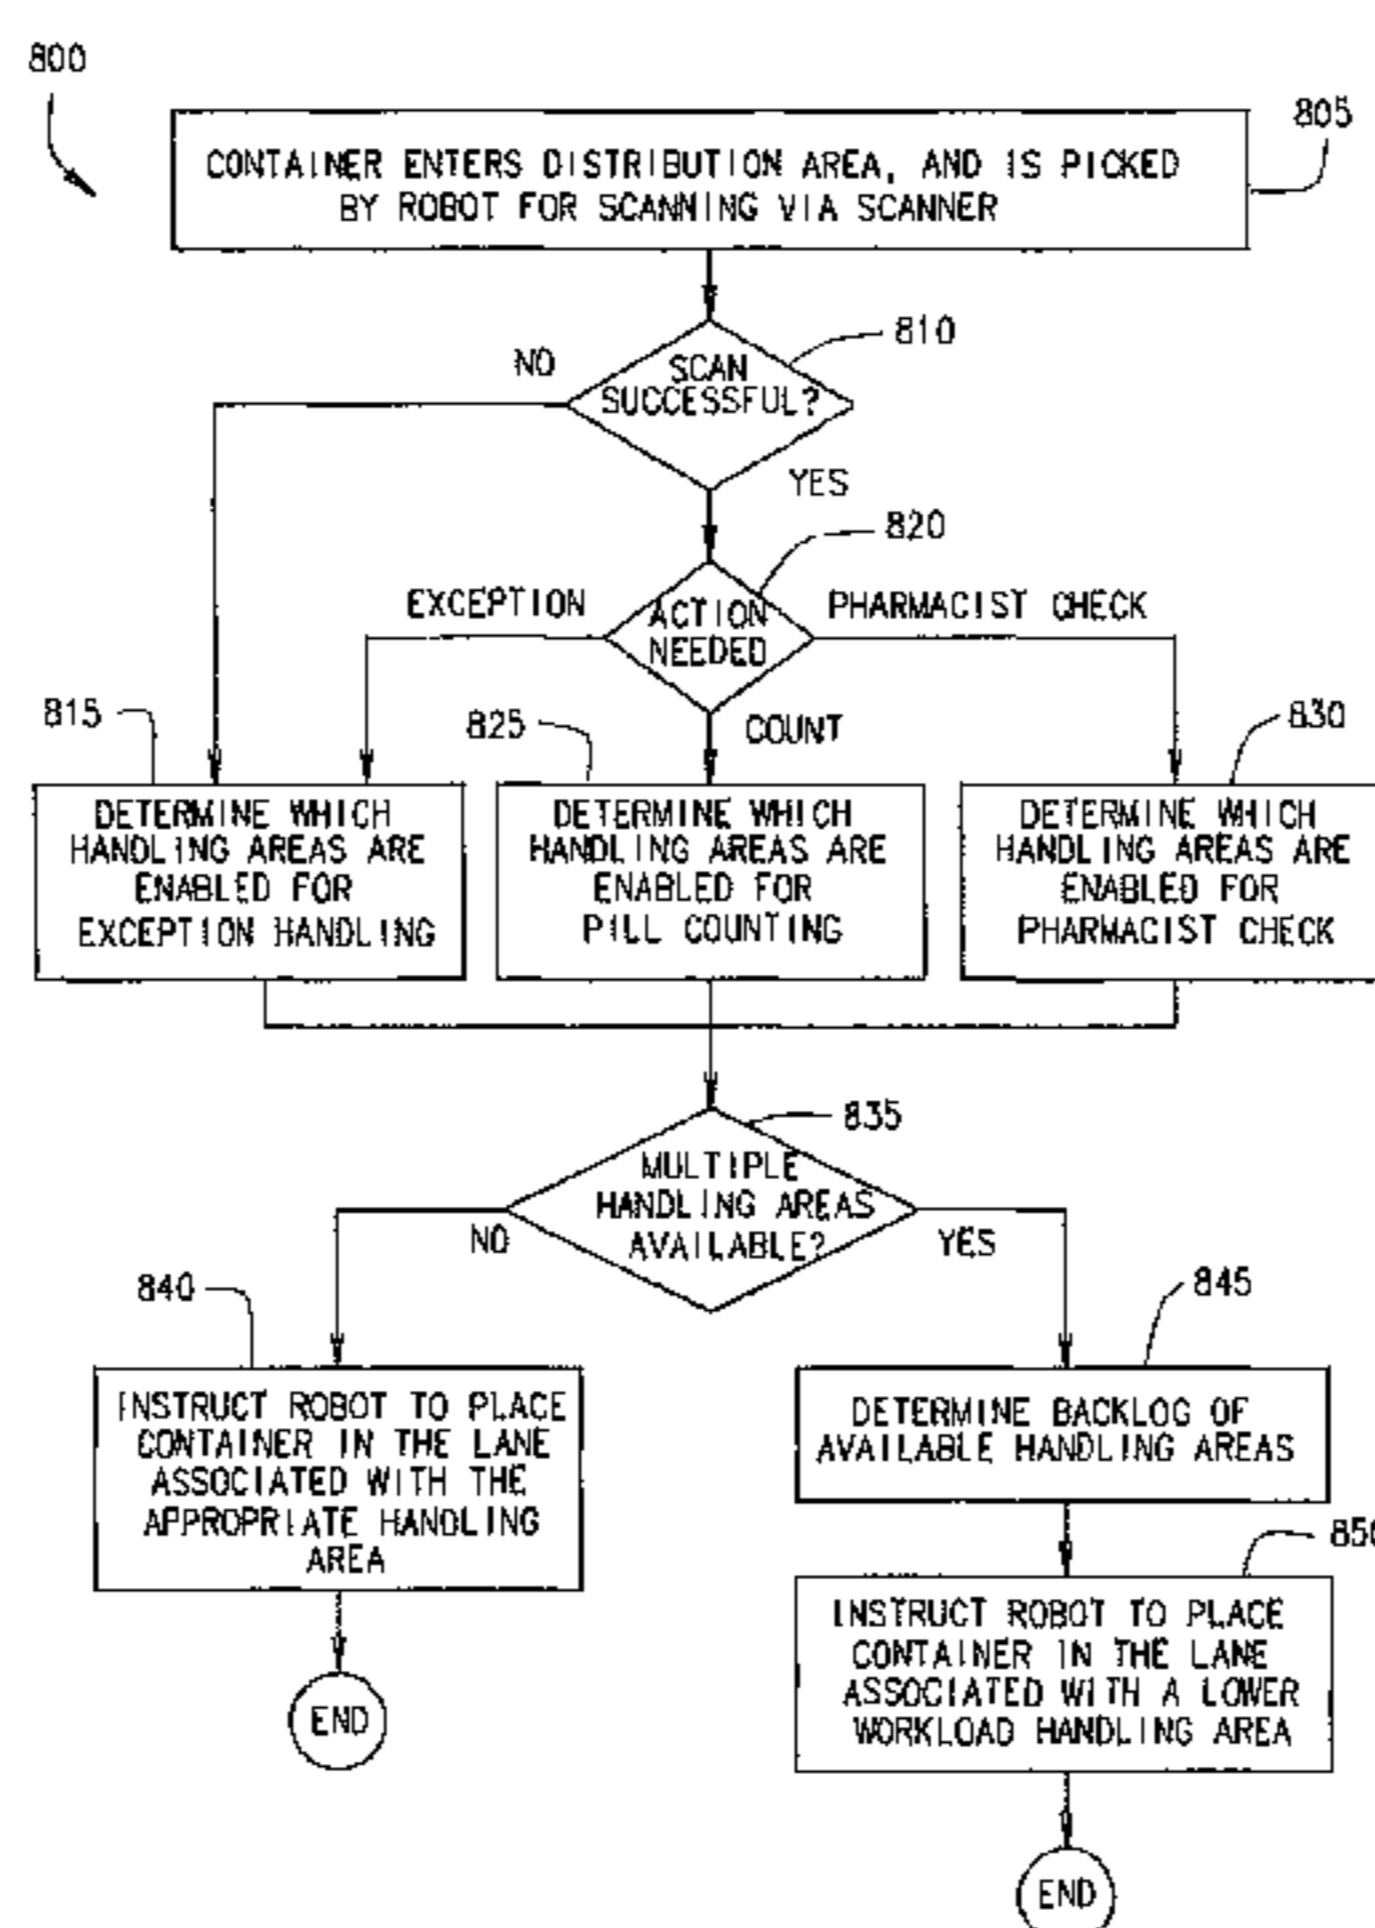 800
805
CONTAINER ENTERS DISTRIBUTION AREA, AND IS PICKED
BY ROBOT FOR SCANNING VIA SCANNER
810
NO
SCAN
SUCCESSFUL?
YES
820
EXCEPTION
ACTION
NEEDED
PHARMACIST CHECK
815
825
COUNT
830
DETERMINE WHICH
HANDLING AREAS ARE
ENABLED FOR
EXCEPTION HANDLING
DETERMINE WHICH
HANDLING AREAS ARE
ENABLED FOR
PILL COUNTING
DETERMINE WHICH
HANDLING AREAS ARE
ENABLED FOR
PHARMACIST CHECK
835
MULTIPLE
HANDLING AREAS
AVAILABLE?
NO
YES
840
845
INSTRUCT ROBOT TO PLACE
CONTAINER IN THE LANE
ASSOCIATED WITH THE
APPROPRIATE HANDLING
AREA
DETERMINE BACKLOG OF
AVAILABLE HANDLING AREAS
850
INSTRUCT ROBOT TO PLACE
CONTAINER IN THE LANE
ASSOCIATED WITH A LOWER
WORKLOAD HANDLING AREA
END
END